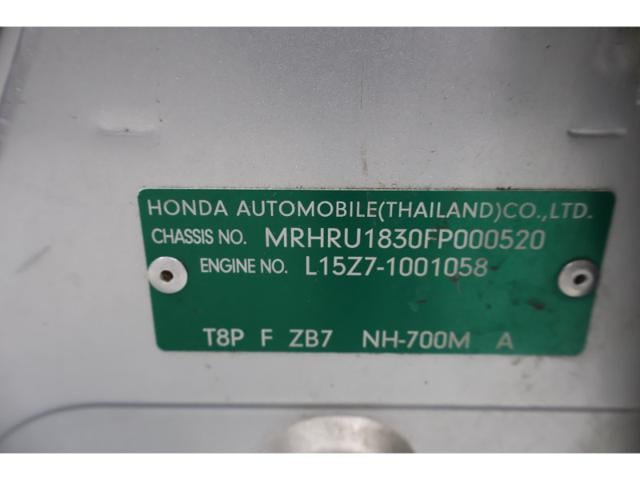 HONDA AUTOMOBILE(THAILAND)CO.,LTD.
CHASSIS NO. MRHRU1830FP000520
ENGINE NO. L15Z7-1001058
T8P F ZB7 NH-700M A